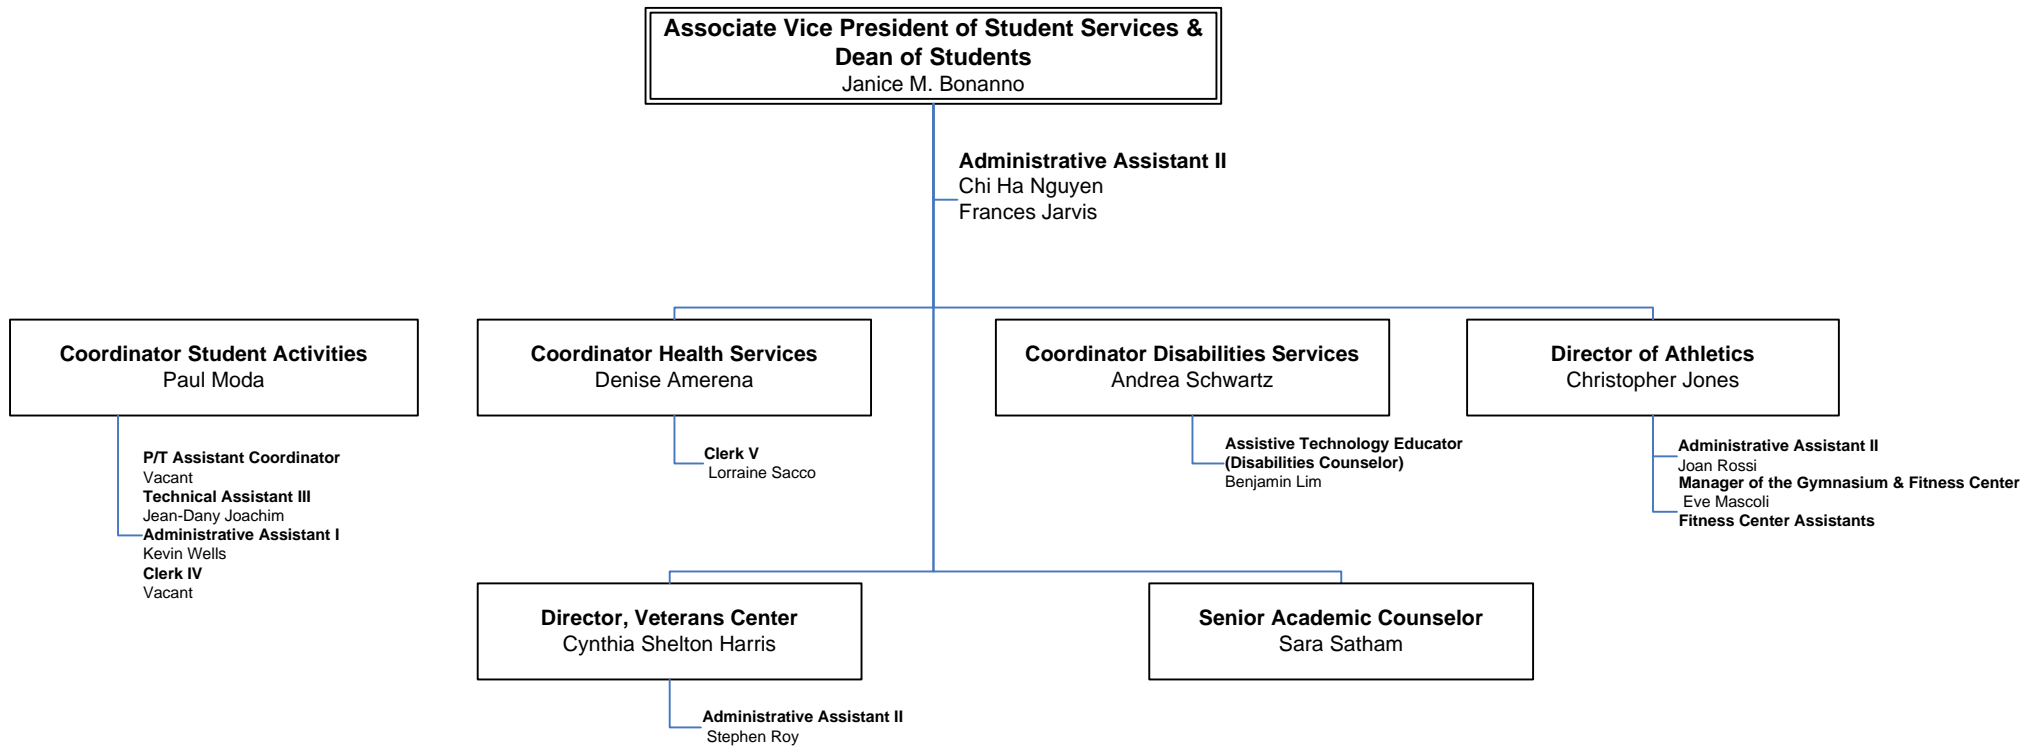 Associate Vice President of Student Services &
Dean of Students
Janice M. Bonanno
Administrative Assistant II
Chi Ha Nguyen
Frances Jarvis
Coordinator Student Activities
Paul Moda
P/T Assistant Coordinator
Vacant
Technical Assistant III
Jean-Dany Joachim
Administrative Assistant I
Kevin Wells
Clerk IV
Vacant
Coordinator Health Services
Denise Amerena
Clerk V
Lorraine Sacco
Coordinator Disabilities Services
Andrea Schwartz
Assistive Technology Educator
(Disabilities Counselor)
Benjamin Lim
Director of Athletics
Christopher Jones
Administrative Assistant II
Joan Rossi
Manager of the Gymnasium & Fitness Center
Eve Mascoli
Fitness Center Assistants
Director, Veterans Center
Cynthia Shelton Harris
Administrative Assistant II
Stephen Roy
Senior Academic Counselor
Sara Satham